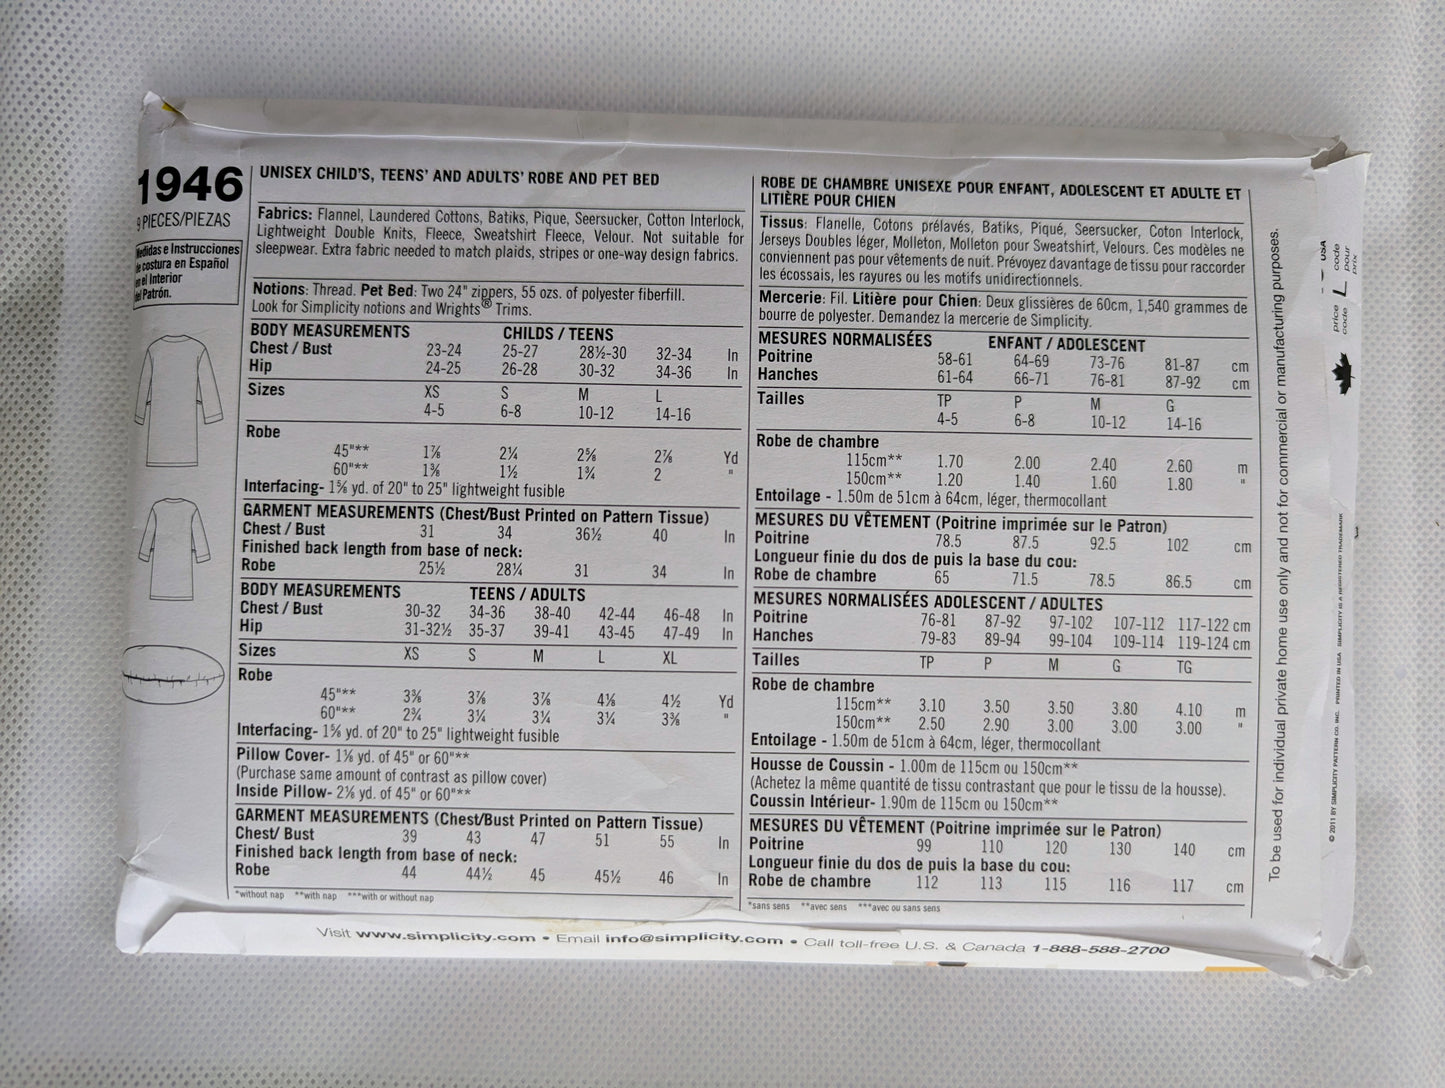 1946
9 PIECES/PIEZAS
Medidas e Instrucciones
de costura en Español
en el Interior
del Patrón.
UNISEX CHILD'S, TEENS' AND ADULTS' ROBE AND PET BED
Fabrics: Flannel, Laundered Cottons, Batiks, Pique, Seersucker, Cotton Interlock,
Lightweight Double Knits, Fleece, Sweatshirt Fleece, Velour. Not suitable for
sleepwear. Extra fabric needed to match plaids, stripes or one-way design fabrics.
Notions: Thread. Pet Bed: Two 24" zippers, 55 ozs. of polyester fiberfill.
Look for Simplicity notions and Wrights® Trims.
BODY MEASUREMENTS CHILDS / TEENS
Chest / Bust 23-24 25-27 28½-30 32-34 In
Hip 24-25 26-28 30-32 34-36 In
Sizes XS S M L
4-5 6-8 10-12 14-16
Robe
45"** 1⅞ 2¼ 2⅝ 2⅞ Yd
60"** 1⅜ 1½ 1¾ 2 "
Interfacing- 1⅝ yd. of 20" to 25" lightweight fusible
GARMENT MEASUREMENTS (Chest/Bust Printed on Pattern Tissue)
Chest / Bust 31 34 36½ 40 In
Finished back length from base of neck:
Robe 25½ 28¼ 31 34 In
BODY MEASUREMENTS TEENS / ADULTS
Chest / Bust 30-32 34-36 38-40 42-44 46-48 In
Hip 31-32½ 35-37 39-41 43-45 47-49 In
Sizes XS S M L XL
Robe
45"** 3⅜ 3⅞ 3⅞ 4⅛ 4½ Yd
60"** 2¾ 3¼ 3¼ 3¼ 3⅜ "
Interfacing- 1⅝ yd. of 20" to 25" lightweight fusible
Pillow Cover- 1⅛ yd. of 45" or 60"**
(Purchase same amount of contrast as pillow cover)
Inside Pillow- 2⅛ yd. of 45" or 60"**
GARMENT MEASUREMENTS (Chest/Bust Printed on Pattern Tissue)
Chest/ Bust 39 43 47 51 55 In
Finished back length from base of neck:
Robe 44 44½ 45 45½ 46 In
*without nap **with nap ***with or without nap
ROBE DE CHAMBRE UNISEXE POUR ENFANT, ADOLESCENT ET ADULTE ET
LITIÈRE POUR CHIEN
Tissus: Flanelle, Cotons prélavés, Batiks, Piqué, Seersucker, Coton Interlock,
Jerseys Doubles léger, Molleton, Molleton pour Sweatshirt, Velours. Ces modèles ne
conviennent pas pour vêtements de nuit. Prévoyez davantage de tissu pour raccorder
les écossais, les rayures ou les motifs unidirectionnels.
Mercerie: Fil. Litière pour Chien: Deux glissières de 60cm, 1,540 grammes de
bourre de polyester. Demandez la mercerie de Simplicity.
MESURES NORMALISÉES ENFANT / ADOLESCENT
Poitrine 58-61 64-69 73-76 81-87 cm
Hanches 61-64 66-71 76-81 87-92 cm
Tailles TP P M G
4-5 6-8 10-12 14-16
Robe de chambre
115cm** 1.70 2.00 2.40 2.60 m
150cm** 1.20 1.40 1.60 1.80 "
Entoilage - 1.50m de 51cm à 64cm, léger, thermocollant
MESURES DU VÊTEMENT (Poitrine imprimée sur le Patron)
Poitrine 78.5 87.5 92.5 102 cm
Longueur finie du dos de puis la base du cou:
Robe de chambre 65 71.5 78.5 86.5 cm
MESURES NORMALISÉES ADOLESCENT / ADULTES
Poitrine 76-81 87-92 97-102 107-112 117-122 cm
Hanches 79-83 89-94 99-104 109-114 119-124 cm
Tailles TP P M G TG
Robe de chambre
115cm** 3.10 3.50 3.50 3.80 4.10 m
150cm** 2.50 2.90 3.00 3.00 3.00 "
Entoilage - 1.50m de 51cm à 64cm, léger, thermocollant
Housse de Coussin - 1.00m de 115cm ou 150cm**
(Achetez la même quantité de tissu contrastant que pour le tissu de la housse).
Coussin Intérieur- 1.90m de 115cm ou 150cm**
MESURES DU VÊTEMENT (Poitrine imprimée sur le Patron)
Poitrine 99 110 120 130 140 cm
Longueur finie du dos de puis la base du cou:
Robe de chambre 112 113 115 116 117 cm
*sans sens **avec sens ***avec ou sans sens
To be used for individual private home use only and not for commercial or manufacturing purposes.
USA
code
pour
prix
price L
code
© 2011 BY SIMPLICITY PATTERN CO. INC. PRINTED IN USA SIMPLICITY IS A REGISTERED TRADEMARK
Visit www.simplicity.com • Email info@simplicity.com • Call toll-free U.S. & Canada 1-888-588-2700